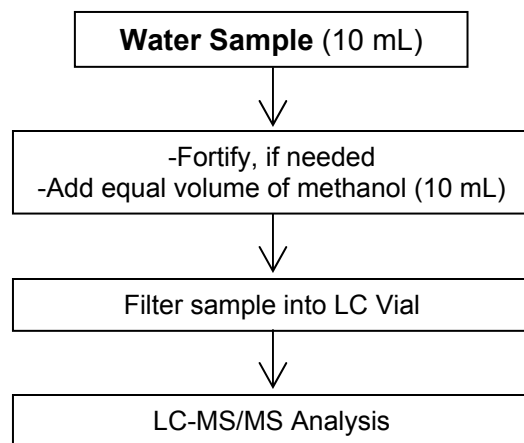 Water Sample (10 mL)
-Fortify, if needed
-Add equal volume of methanol (10 mL)
Filter sample into LC Vial
LC-MS/MS Analysis